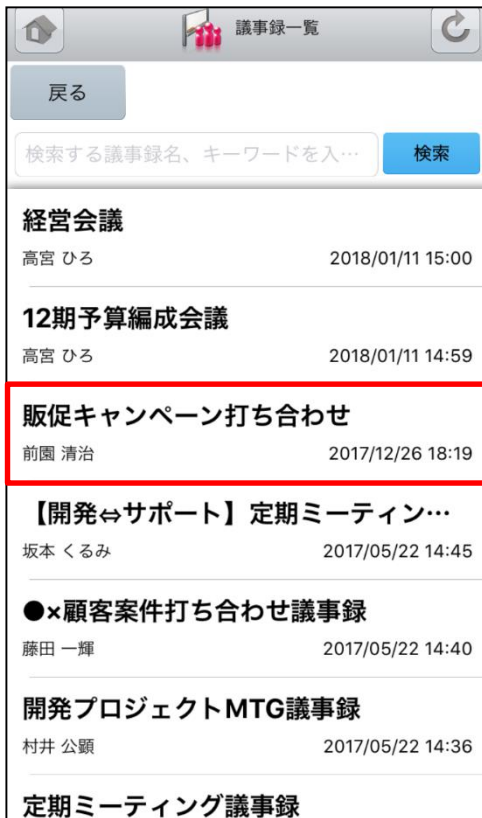 議事録一覧
戻る
検索する議事録名、キーワードを入…
検索
経営会議
高宮 ひろ 2018/01/11 15:00
12期予算編成会議
高宮 ひろ 2018/01/11 14:59
販促キャンペーン打ち合わせ
前園 清治 2017/12/26 18:19
【開発⇔サポート】定期ミーティン…
坂本 くるみ 2017/05/22 14:45
●×顧客案件打ち合わせ議事録
藤田 一輝 2017/05/22 14:40
開発プロジェクトMTG議事録
村井 公顕 2017/05/22 14:36
定期ミーティング議事録